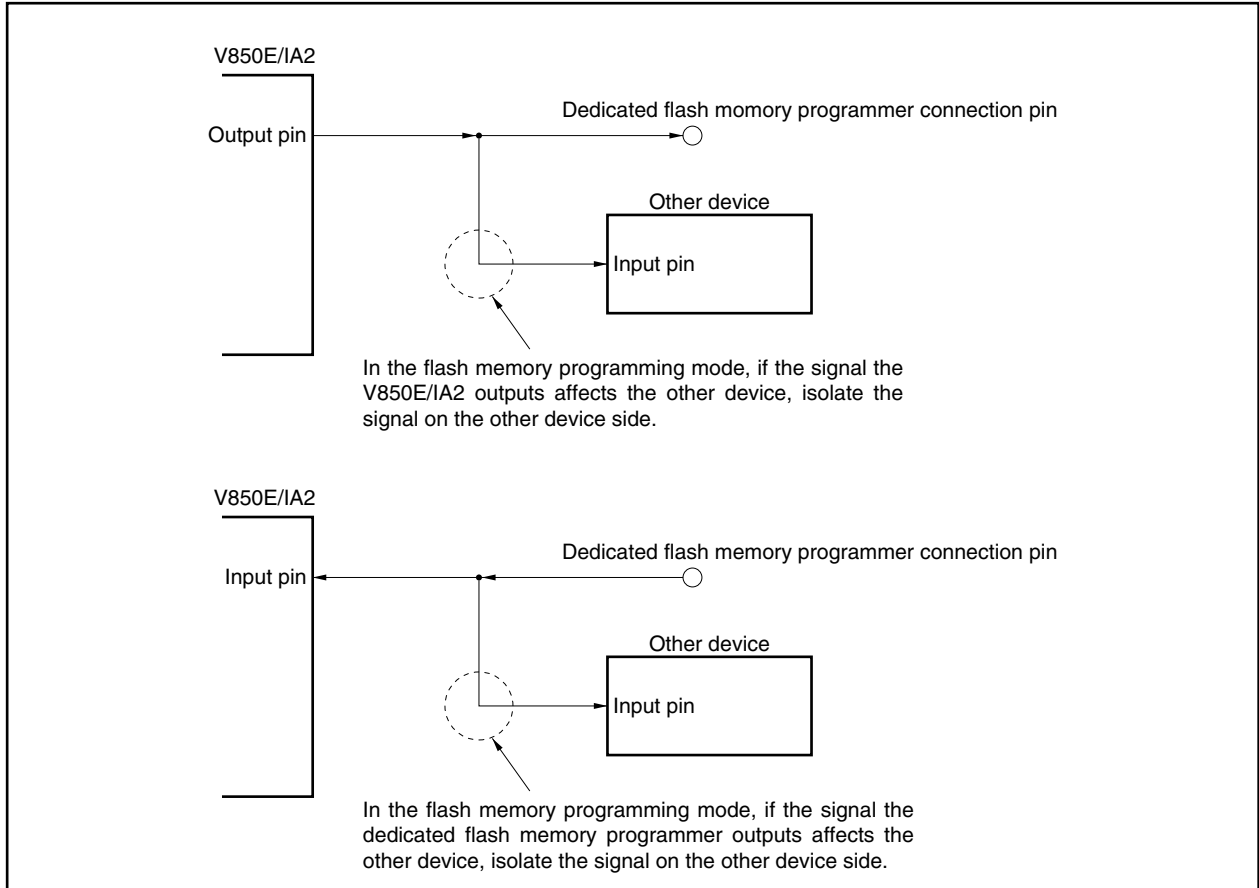 V850E/IA2
Dedicated flash momory programmer connection pin
Output pin
Other device
Input pin
In the flash memory programming mode, if the signal the
V850E/IA2 outputs affects the other device, isolate the
signal on the other device side.
V850E/IA2
Dedicated flash memory programmer connection pin
Input pin
Other device
Input pin
In the flash memory programming mode, if the signal the
dedicated flash memory programmer outputs affects the
other device, isolate the signal on the other device side.